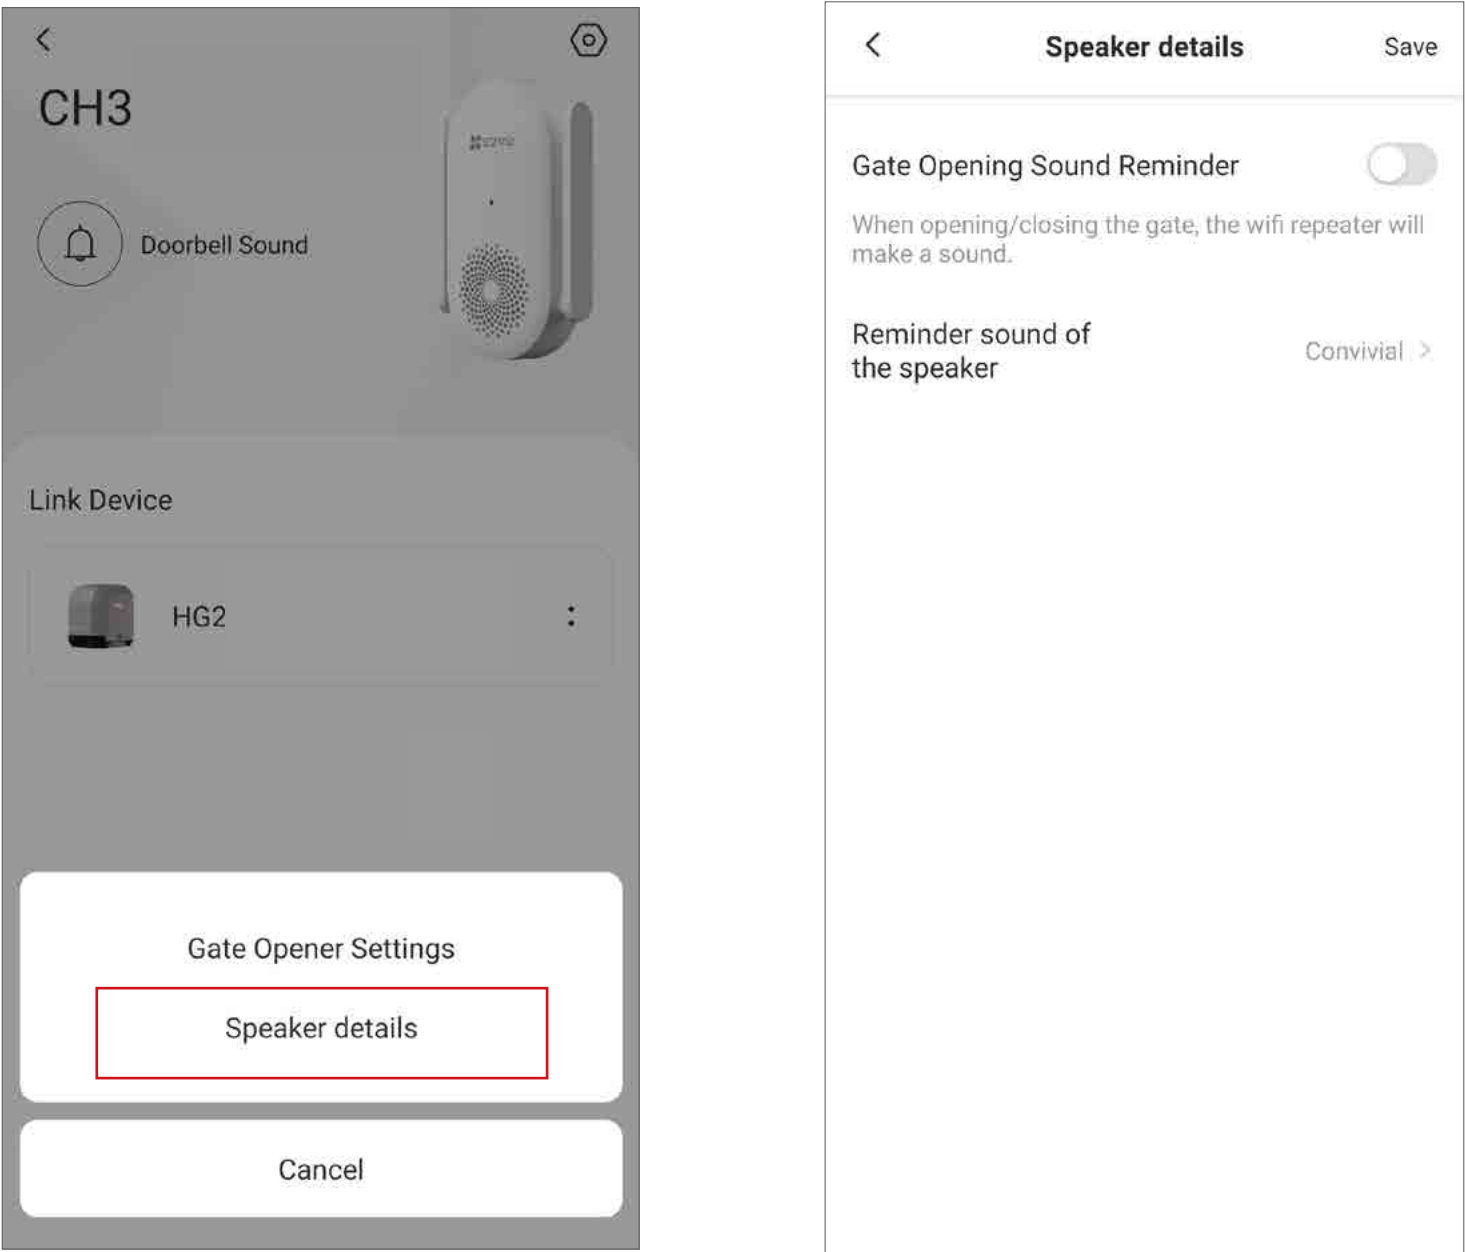 CH3
EZVIZ
Doorbell Sound
Link Device
HG2
Gate Opener Settings
Speaker details
Cancel
Speaker details
Save
Gate Opening Sound Reminder
When opening/closing the gate, the wifi repeater will
make a sound.
Reminder sound of
the speaker
Convivial